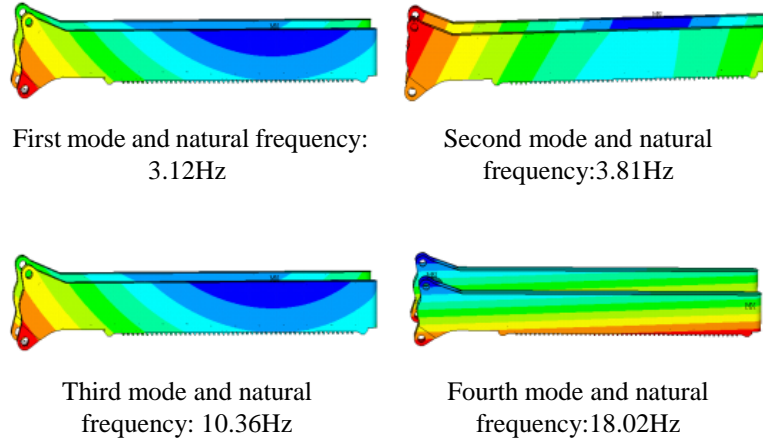 First mode and natural frequency:
3.12Hz
Second mode and natural
frequency:3.81Hz
Third mode and natural
frequency: 10.36Hz
Fourth mode and natural
frequency:18.02Hz